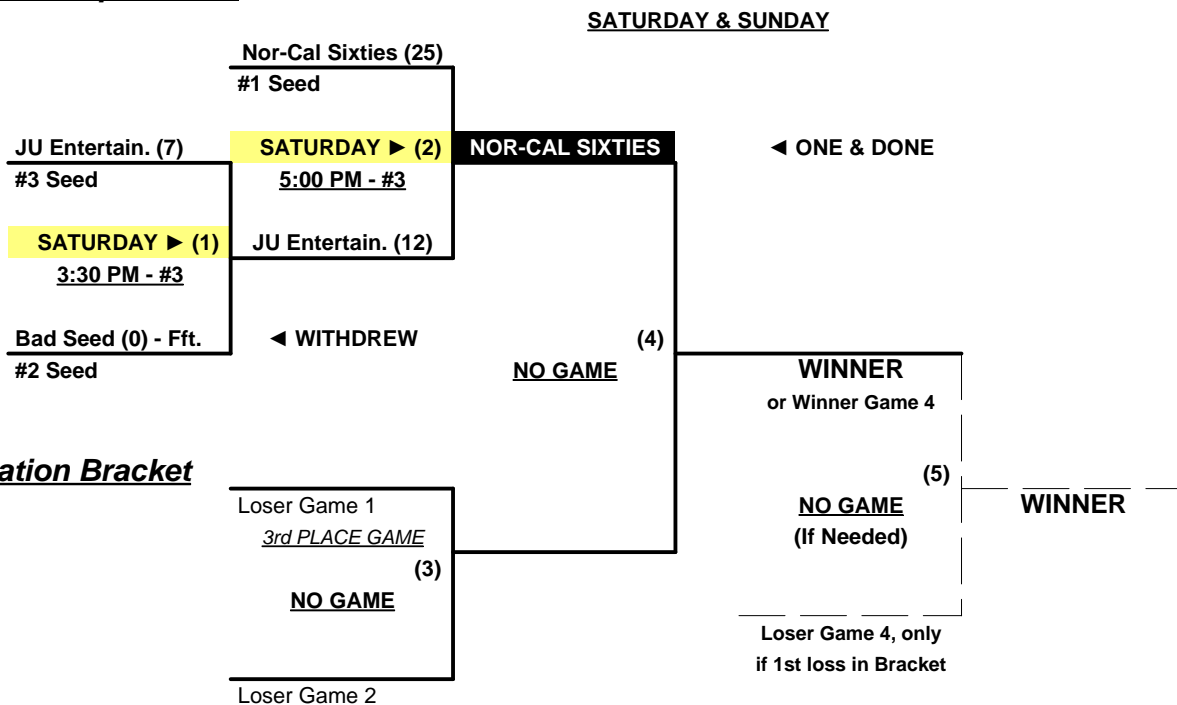 SATURDAY & SUNDAY
Nor-Cal Sixties (25)
#1 Seed
JU Entertain. (7)
SATURDAY ► (2)
NOR-CAL SIXTIES
◄ ONE & DONE
#3 Seed
5:00 PM - #3
SATURDAY ► (1)
JU Entertain. (12)
3:30 PM - #3
Bad Seed (0) - Fft.
◄ WITHDREW
(4)
#2 Seed
NO GAME
WINNER
or Winner Game 4
ation Bracket
(5)
Loser Game 1
NO GAME
WINNER
3rd PLACE GAME
(If Needed)
(3)
NO GAME
Loser Game 4, only
if 1st loss in Bracket
Loser Game 2